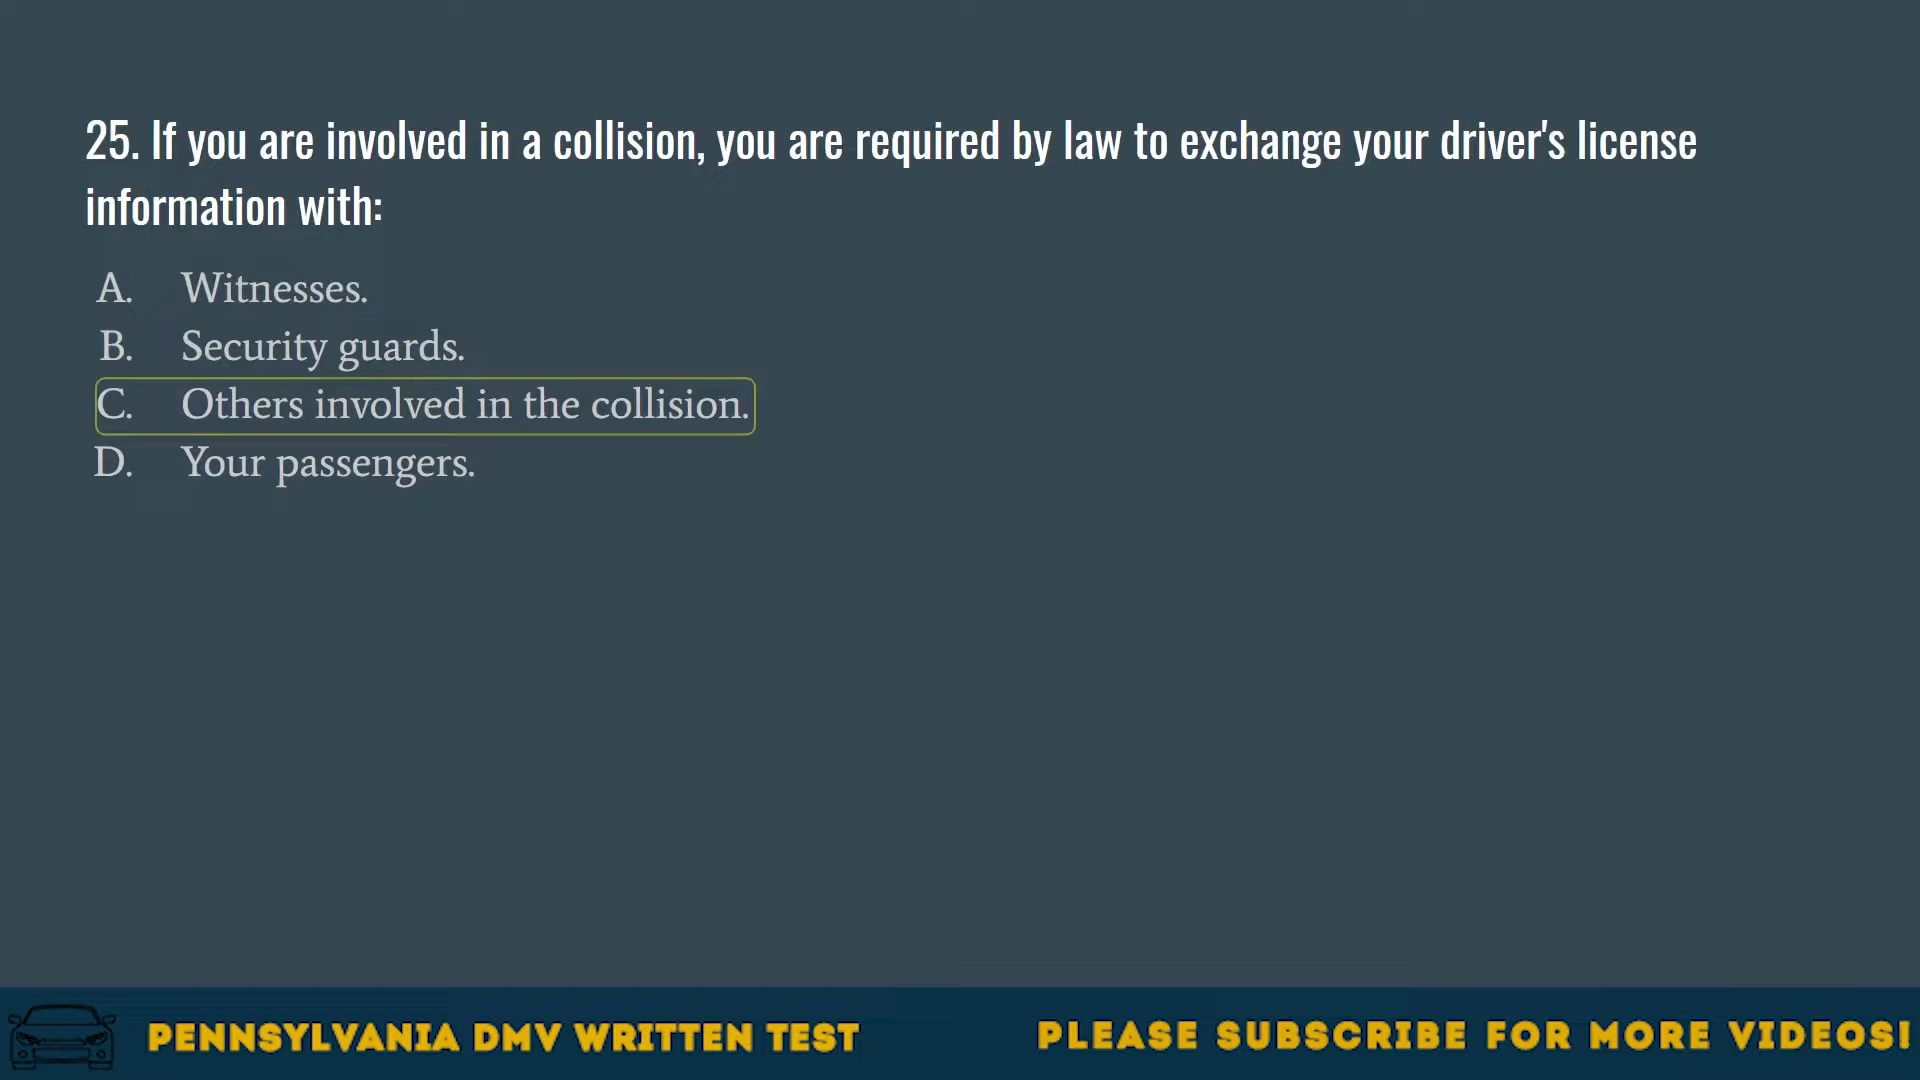 25. If you are involved in a collision, you are required by law to exchange your driver's license
information with:
A. Witnesses.
B. Security guards.
C. Others involved in the collision.
D. Your passengers.
PENNSYLVANIA DMV WRITTEN TEST
PLEASE SUBSCRIBE FOR MORE VIDEOS!